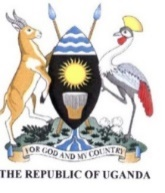 FOR GOD AND MY COUNTRY
THE REPUBLIC OF UGANDA